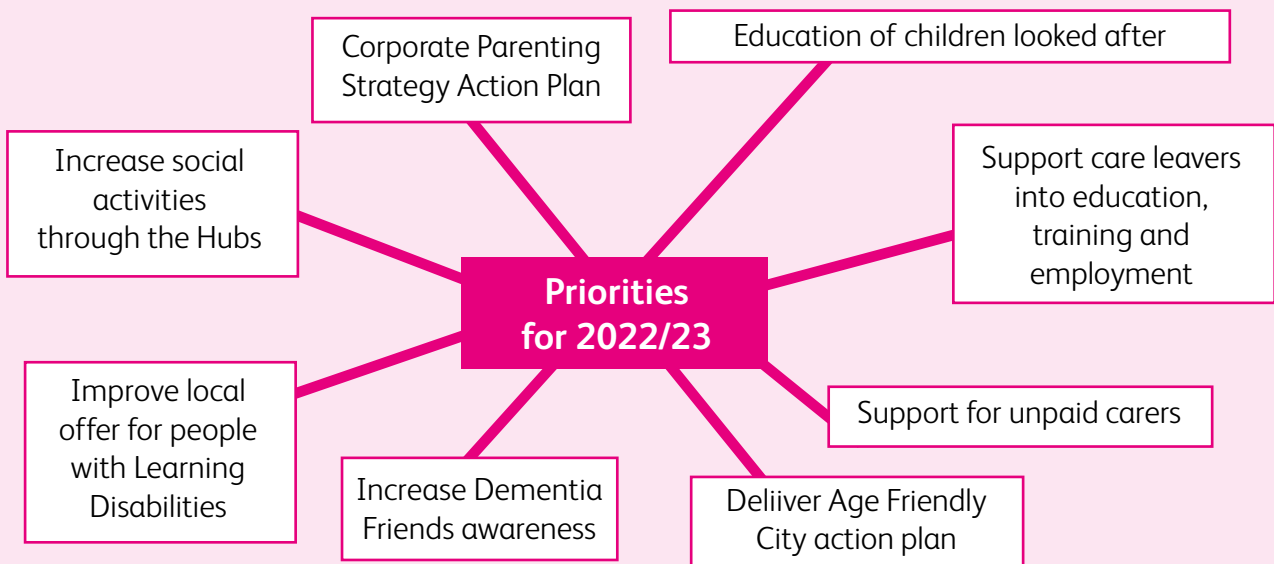 Corporate Parenting
Strategy Action Plan
Education of children looked after
Increase social
activities
through the Hubs
Support care leavers
into education,
training and
employment
Priorities
for 2022/23
Improve local
offer for people
with Learning
Disabilities
Support for unpaid carers
Increase Dementia
Friends awareness
Deliiver Age Friendly
City action plan